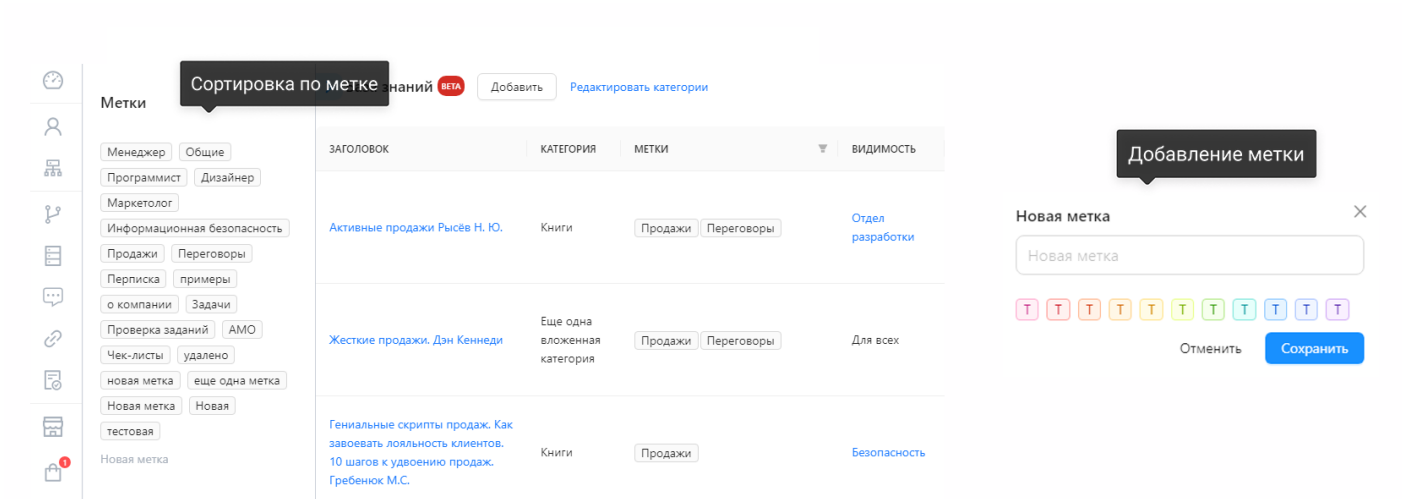 Сортировка по метке
Метки
знаний BETA
Добавить
Редактировать категории
Менеджер Общие
Программист Дизайнер
Маркетолог
Информационная безопасность
Продажи Переговоры
Перписка примеры
о компании Задачи
Проверка заданий АМО
Чек-листы удалено
новая метка еще одна метка
Новая метка Новая
тестовая
Новая метка
1
ЗАГОЛОВОК КАТЕГОРИЯ МЕТКИ ВИДИМОСТЬ
Активные продажи Рысёв Н. Ю.
Книги
Продажи Переговоры
Отдел
разработки
Жесткие продажи. Дэн Кеннеди
Еще одна
вложенная
категория
Продажи Переговоры
Для всех
Гениальные скрипты продаж. Как
завоевать лояльность клиентов.
10 шагов к удвоению продаж.
Гребенюк М.С.
Книги
Продажи
Безопасность
Добавление метки
Новая метка
Новая метка
T T T T T T T T T T T
Отменить Сохранить